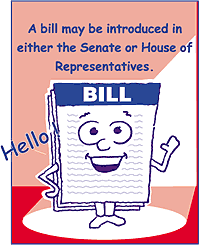 A bill may be introduced in
either the Senate or House of
Representatives.
BILL
Hello